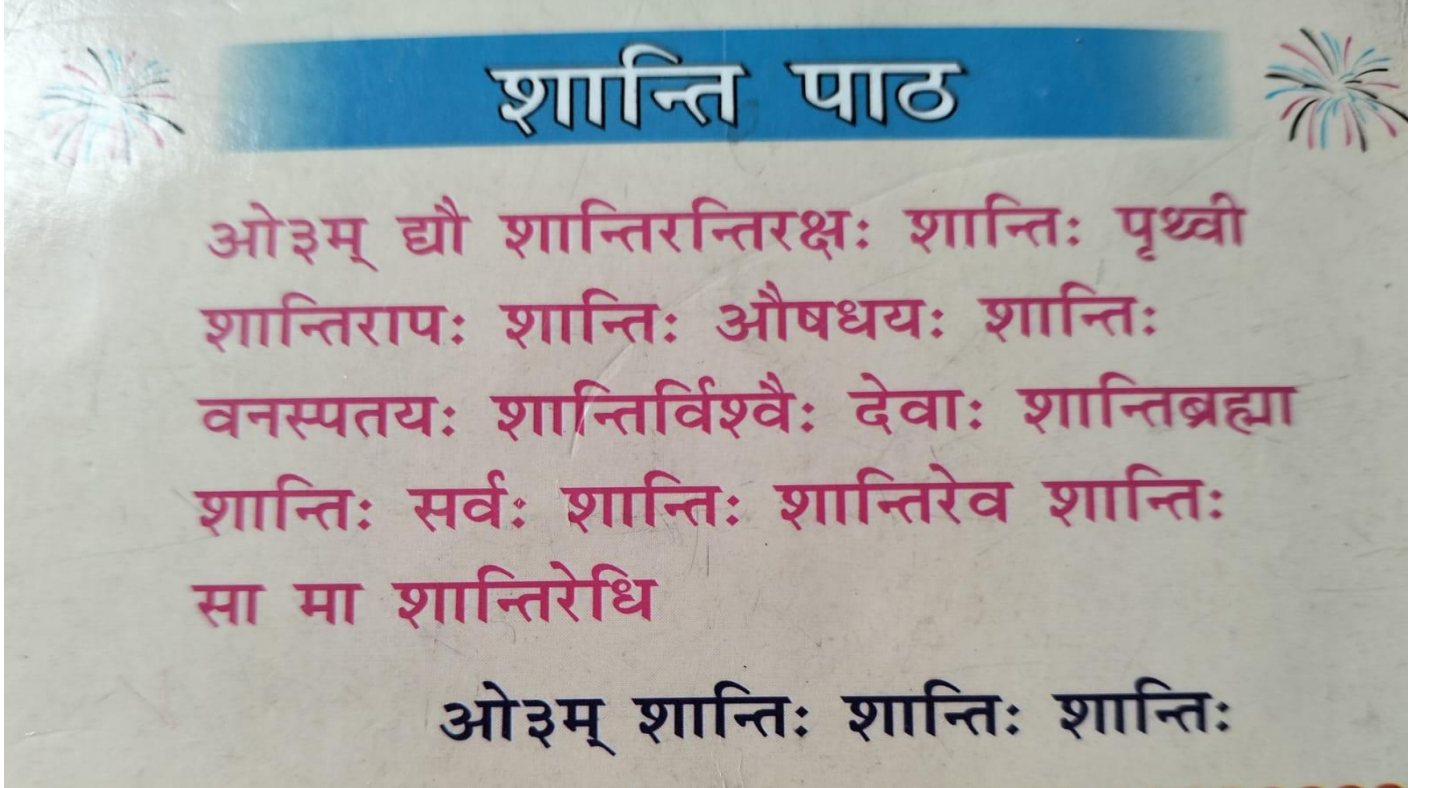 शान्ति पाठ
ओ३म् द्यौ शान्तिरन्तिरक्षः शान्तिः पृथ्वी
शान्तिरापः शान्तिः औषधयः शान्तिः
वनस्पतयः शान्तिर्विश्वैः देवाः शान्तिब्रह्मा
शान्तिः सर्वः शान्तिः शान्तिरेव शान्तिः
सा मा शान्तिरेधि
ओ३म् शान्तिः शान्तिः शान्तिः